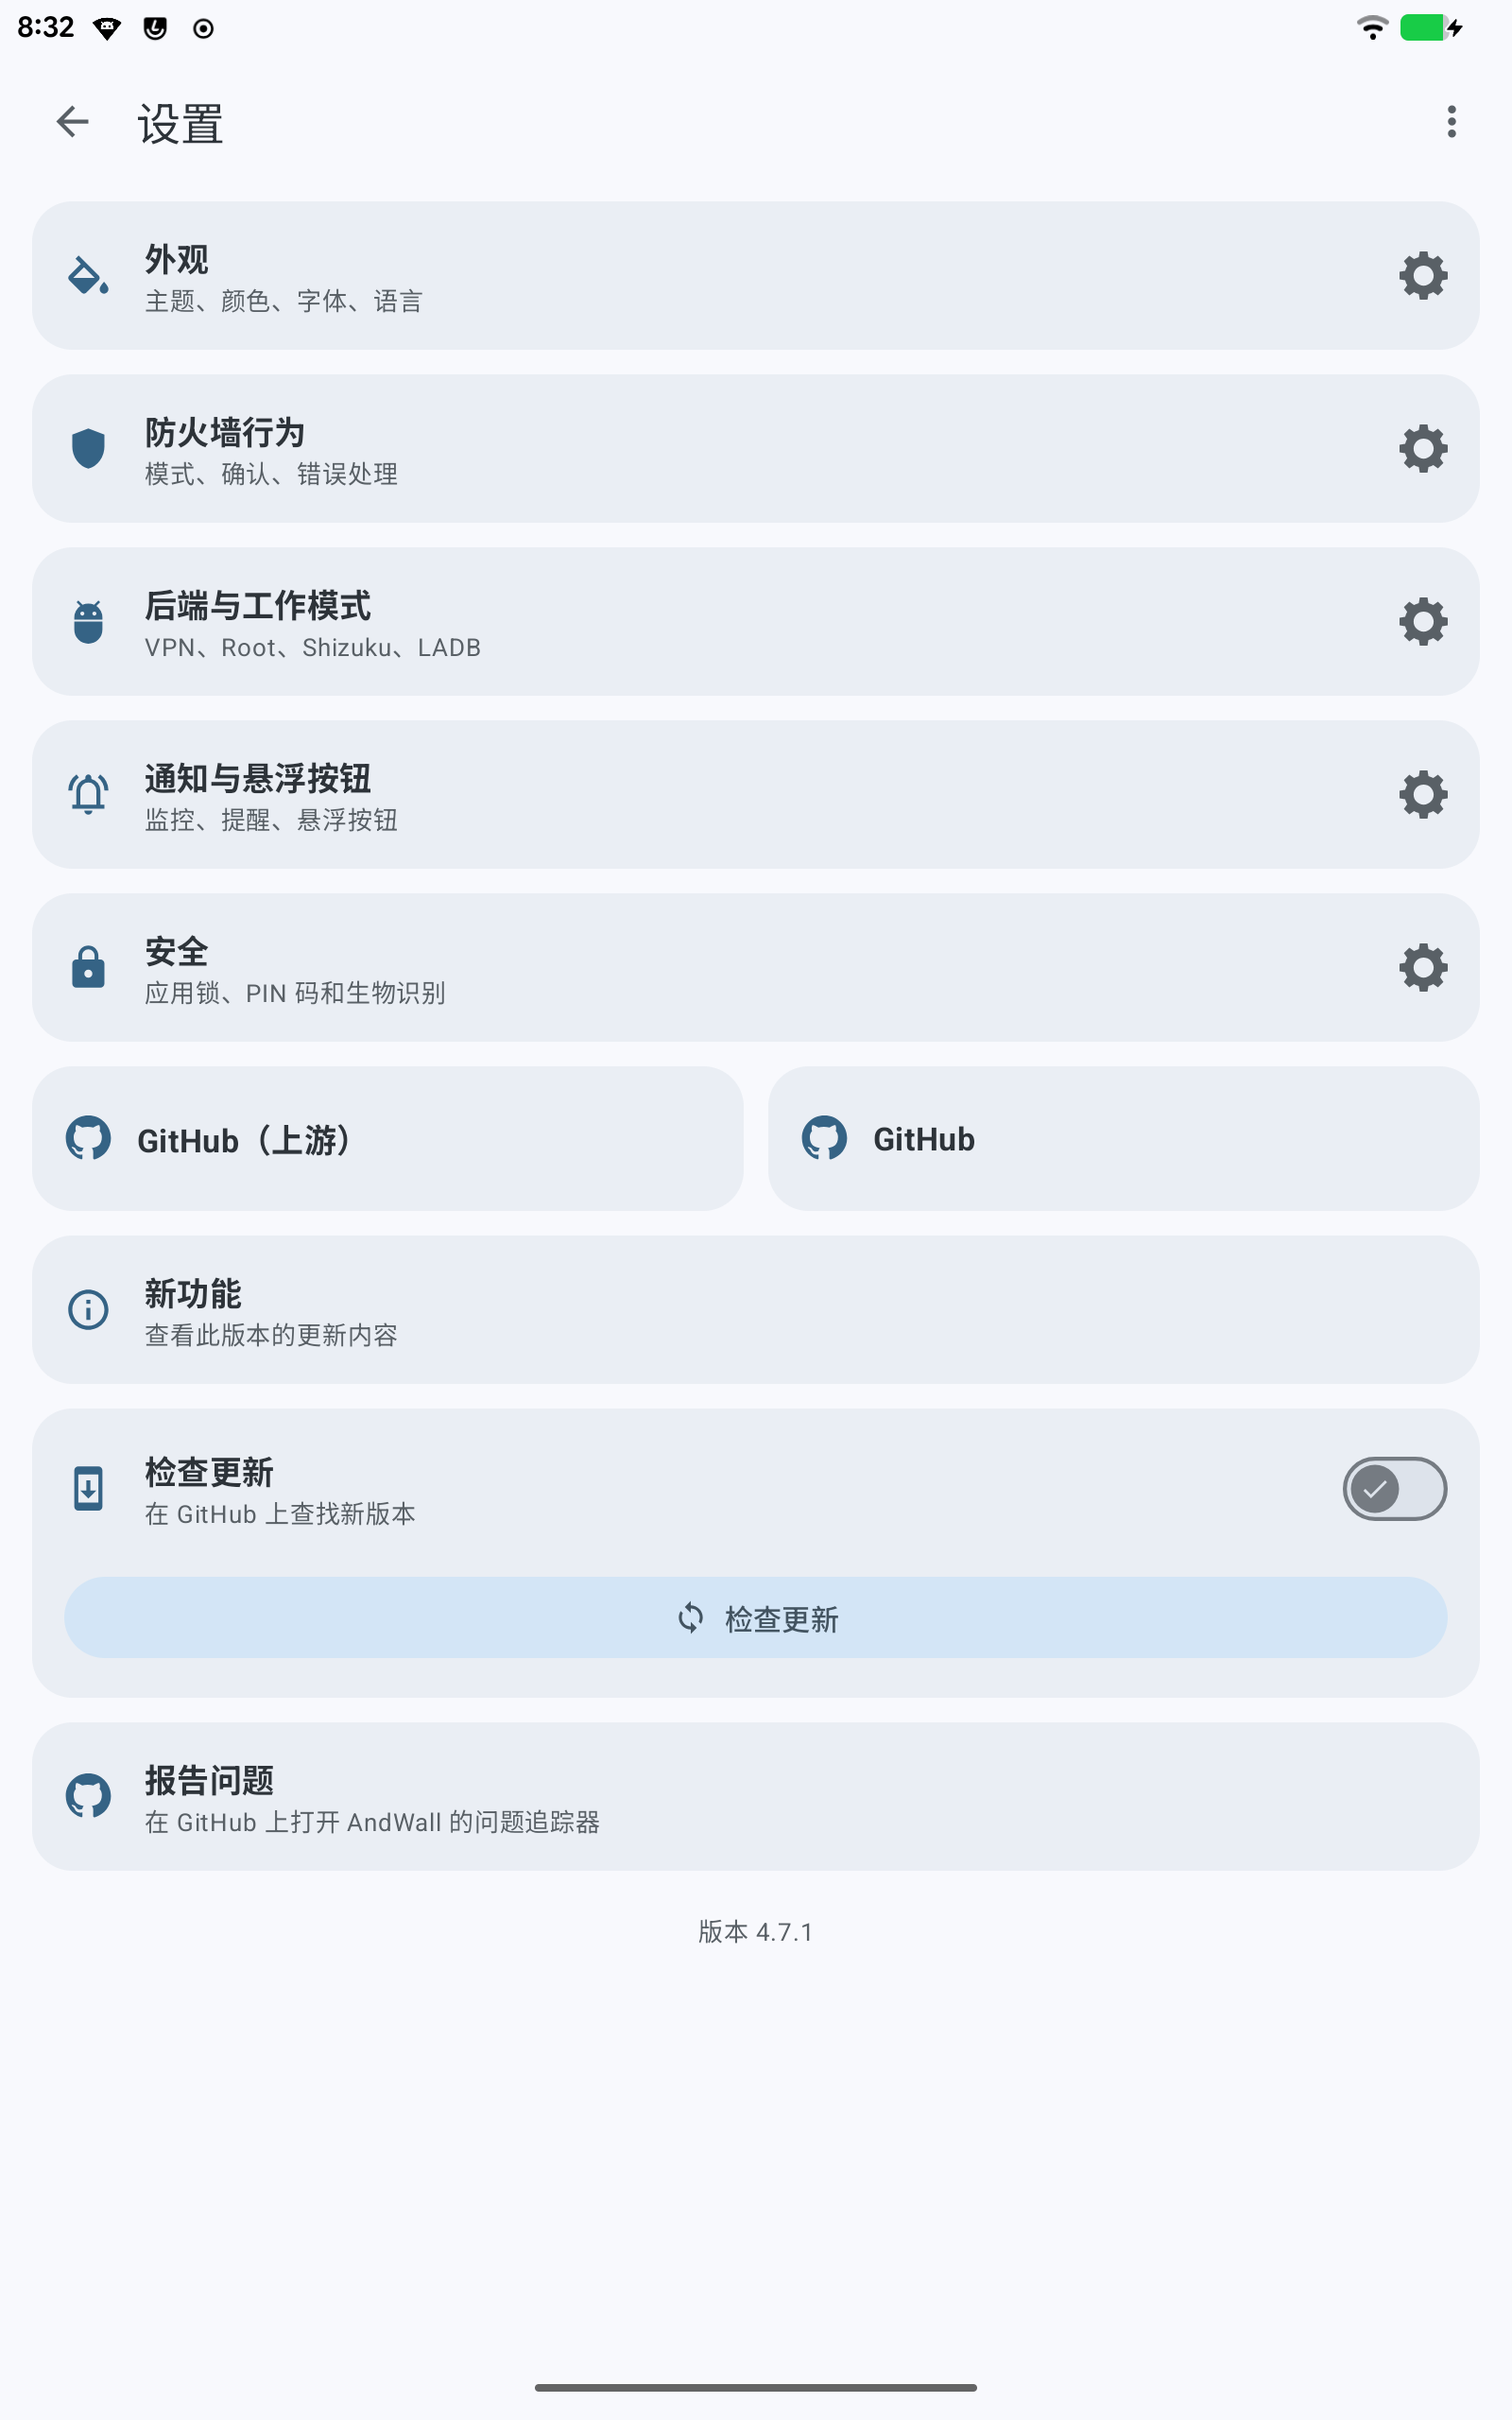 8:32
设置
外观
主题、颜色、字体、语言
防火墙行为
模式、确认、错误处理
后端与工作模式
VPN、Root、Shizuku、LADB
通知与悬浮按钮
监控、提醒、悬浮按钮
安全
应用锁、PIN 码和生物识别
GitHub（上游）
GitHub
新功能
查看此版本的更新内容
检查更新
在 GitHub 上查找新版本
检查更新
报告问题
在 GitHub 上打开 AndWall 的问题追踪器
版本 4.7.1